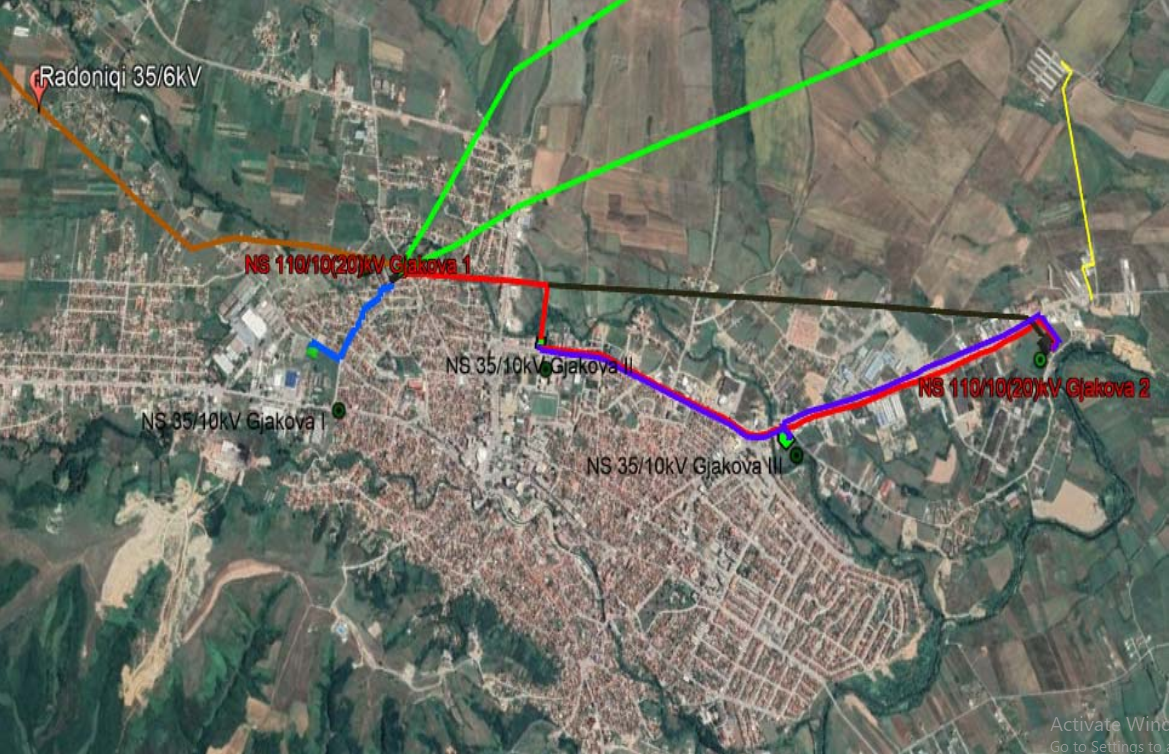 Radoniqi 35/6kV
NS 110/10(20)kV Gjakova 1
NS 35/10kV Gjakova II
NS 110/10(20)kV Gjakova 2
NS 35/10kV Gjakova I
NS 35/10kV Gjakova III
Activate Wind
Go to Settings to